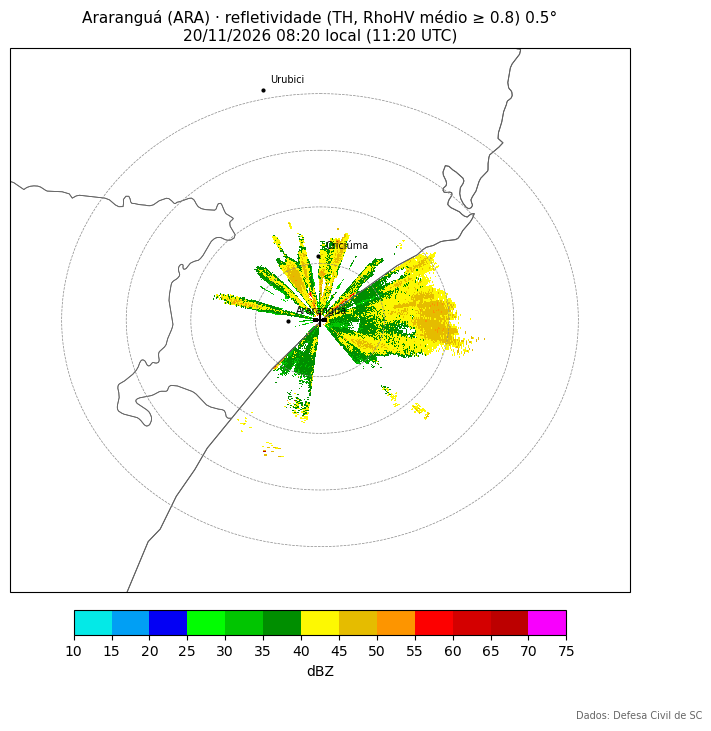 Araranguá (ARA) · refletividade (TH, RhoHV médio ≥ 0.8) 0.5°
20/11/2026 08:20 local (11:20 UTC)
Urubici
Criciúma
Araranguá
10 15 20 25 30 35 40 45 50 55 60 65 70 75
dBZ
Dados: Defesa Civil de SC